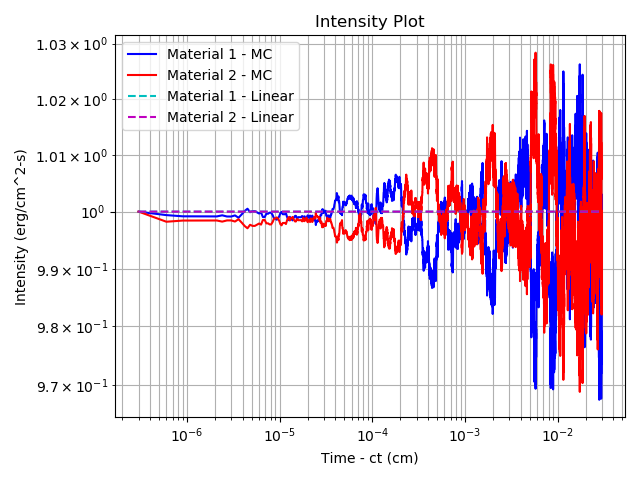 Intensity Plot
Material 1 - MC
Material 2 - MC
Material 1 - Linear
Material 2 - Linear
Intensity (erg/cm^2-s)
1.03 × 10⁰
1.02 × 10⁰
1.01 × 10⁰
10⁰
9.9 × 10⁻¹
9.8 × 10⁻¹
9.7 × 10⁻¹
10⁻⁶ 10⁻⁵ 10⁻⁴ 10⁻³ 10⁻²
Time - ct (cm)